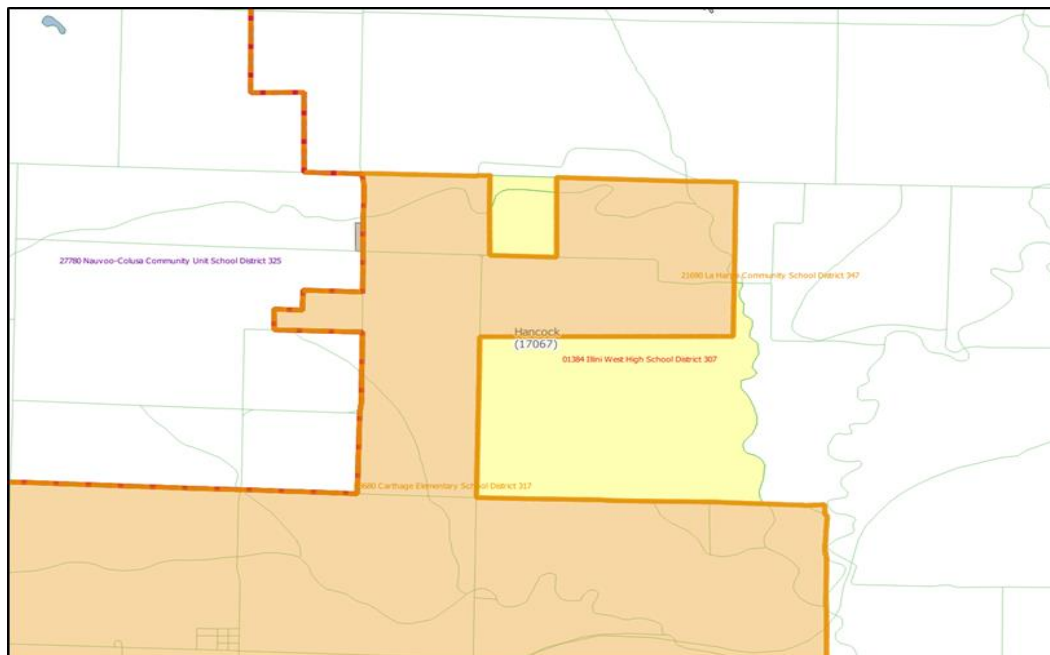 27780 Nauvoo-Colusa Community Unit School District 325
21690 La Harpe Community School District 347
Hancock
(17067)
01384 Illini West High School District 307
680 Carthage Elementary School District 317